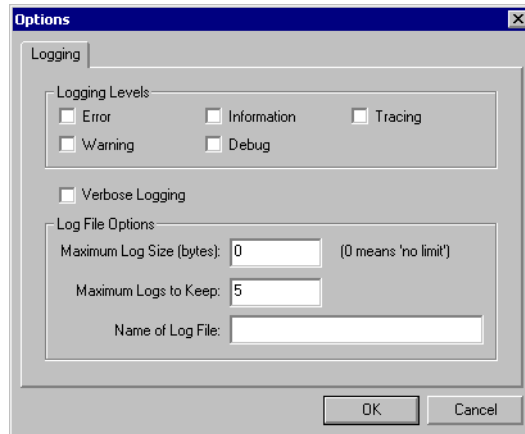 Options
Logging
Logging Levels
Error Information Tracing
Warning Debug
Verbose Logging
Log File Options
Maximum Log Size (bytes): 0 (0 means 'no limit')
Maximum Logs to Keep: 5
Name of Log File:
OK Cancel